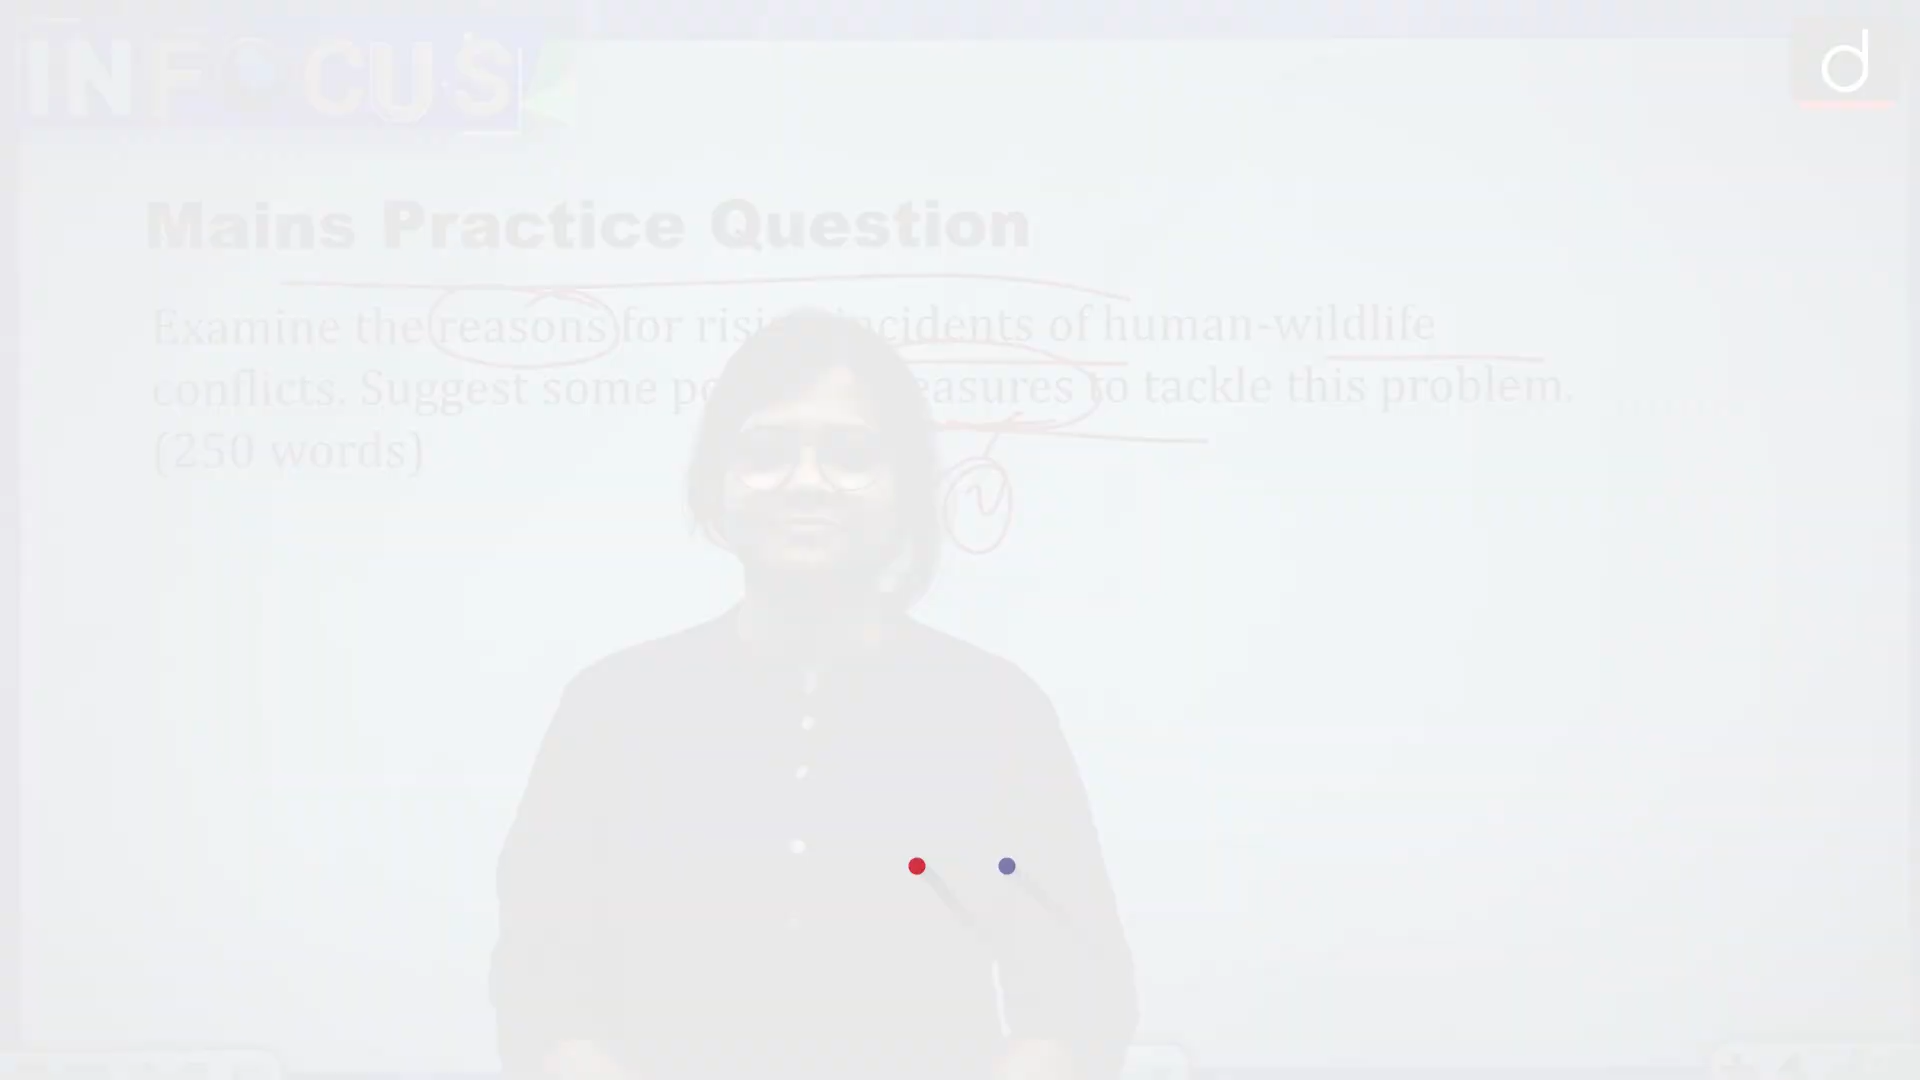 INFOCUS
d
Mains Practice Question
Examine the reasons for incidents of human-wildlife
conflicts. Suggest some to tackle this problem.
(250 words)